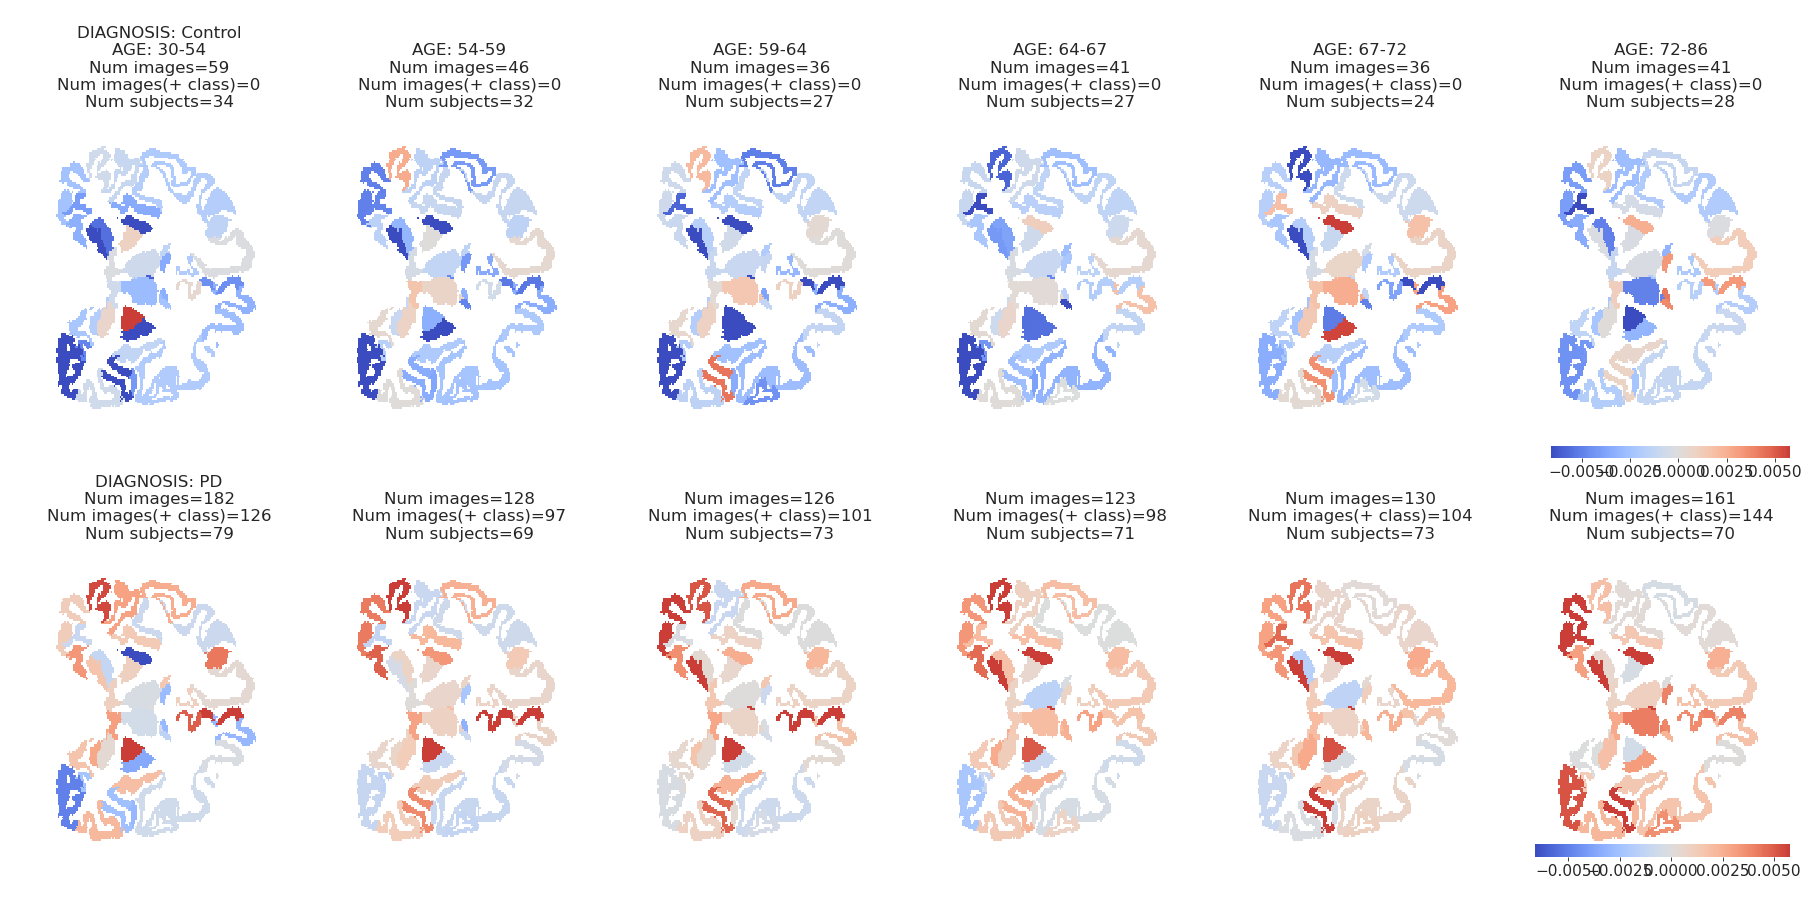 DIAGNOSIS: Control
AGE: 30-54
Num images=59
Num images(+ class)=0
Num subjects=34
AGE: 54-59
Num images=46
Num images(+ class)=0
Num subjects=32
AGE: 59-64
Num images=36
Num images(+ class)=0
Num subjects=27
AGE: 64-67
Num images=41
Num images(+ class)=0
Num subjects=27
AGE: 67-72
Num images=36
Num images(+ class)=0
Num subjects=24
AGE: 72-86
Num images=41
Num images(+ class)=0
Num subjects=28
−0.0050 −0.0025 0.0000 0.0025 0.0050
DIAGNOSIS: PD
Num images=182
Num images(+ class)=126
Num subjects=79
Num images=128
Num images(+ class)=97
Num subjects=69
Num images=126
Num images(+ class)=101
Num subjects=73
Num images=123
Num images(+ class)=98
Num subjects=71
Num images=130
Num images(+ class)=104
Num subjects=73
Num images=161
Num images(+ class)=144
Num subjects=70
−0.0050 −0.0025 0.0000 0.0025 0.0050